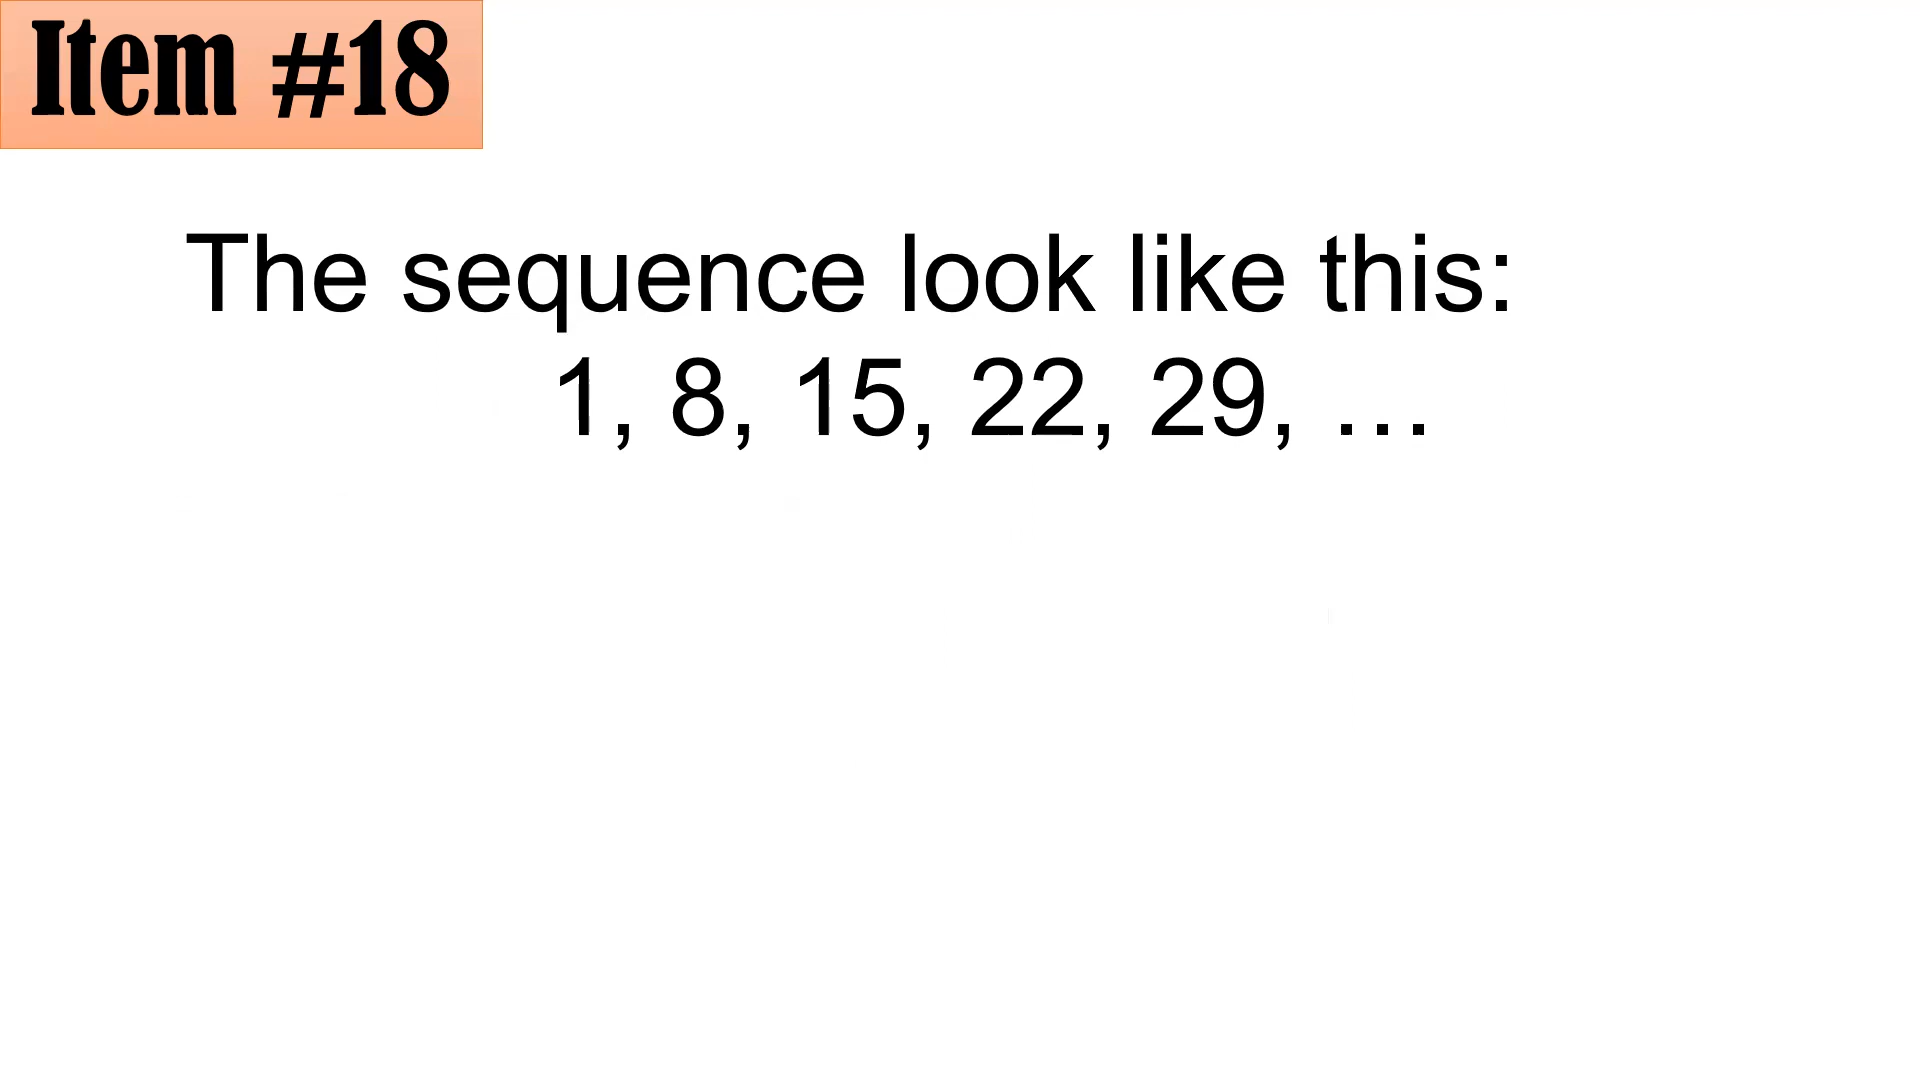 Item #18
The sequence look like this:
1, 8, 15, 22, 29, …